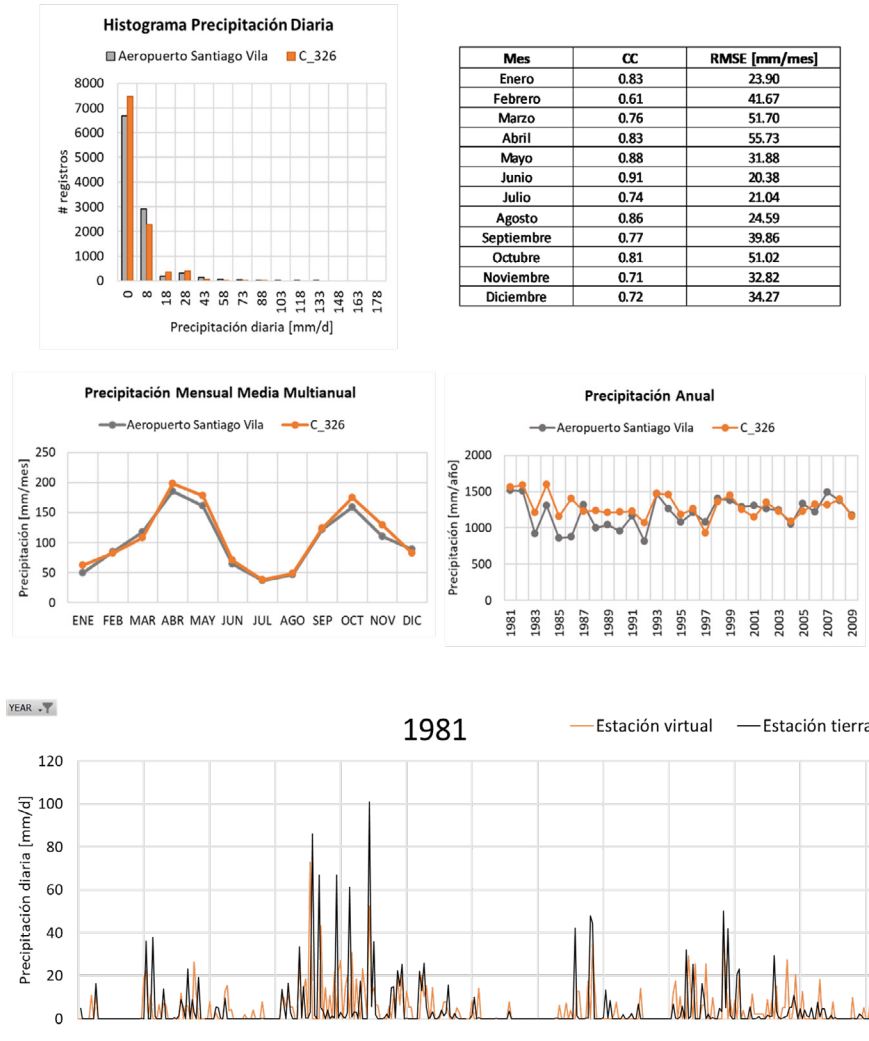 Histograma Precipitación Diaria
Aeropuerto Santiago Vila C_326
8000
7000
6000
5000
4000
3000
2000
1000
0
# registros
0 8 18 28 43 58 73 88 103 118 133 148 163 178
Precipitación diaria [mm/d]
Mes CC RMSE [mm/mes]
Enero 0.83 23.90
Febrero 0.61 41.67
Marzo 0.76 51.70
Abril 0.83 55.73
Mayo 0.88 31.88
Junio 0.91 20.38
Julio 0.74 21.04
Agosto 0.86 24.59
Septiembre 0.77 39.86
Octubre 0.81 51.02
Noviembre 0.71 32.82
Diciembre 0.72 34.27
Precipitación Mensual Media Multianual
Aeropuerto Santiago Vila C_326
250
200
150
100
50
0
Precipitación [mm/mes]
ENE FEB MAR ABR MAY JUN JUL AGO SEP OCT NOV DIC
Precipitación Anual
Aeropuerto Santiago Vila C_326
2000
1500
1000
500
0
Precipitación [mm/año]
1981 1983 1985 1987 1989 1991 1993 1995 1997 1999 2001 2003 2005 2007 2009
YEAR
1981
Estación virtual Estación tierra
120
100
80
60
40
20
0
Precipitación diaria [mm/d]